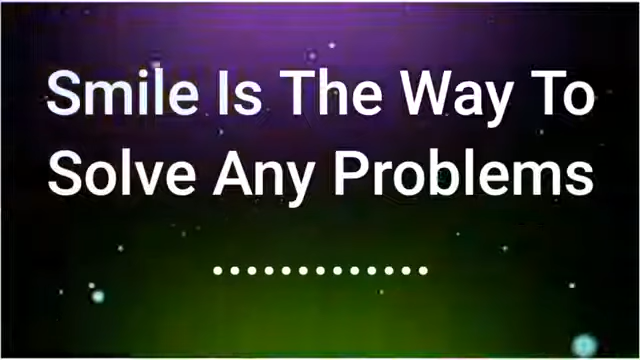 Smile Is The Way To
Solve Any Problems
.............